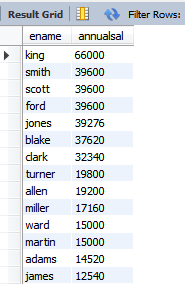 Result Grid Filter Rows:
ename annualsal
king 66000
smith 39600
scott 39600
ford 39600
jones 39276
blake 37620
clark 32340
turner 19800
allen 19200
miller 17160
ward 15000
martin 15000
adams 14520
james 12540